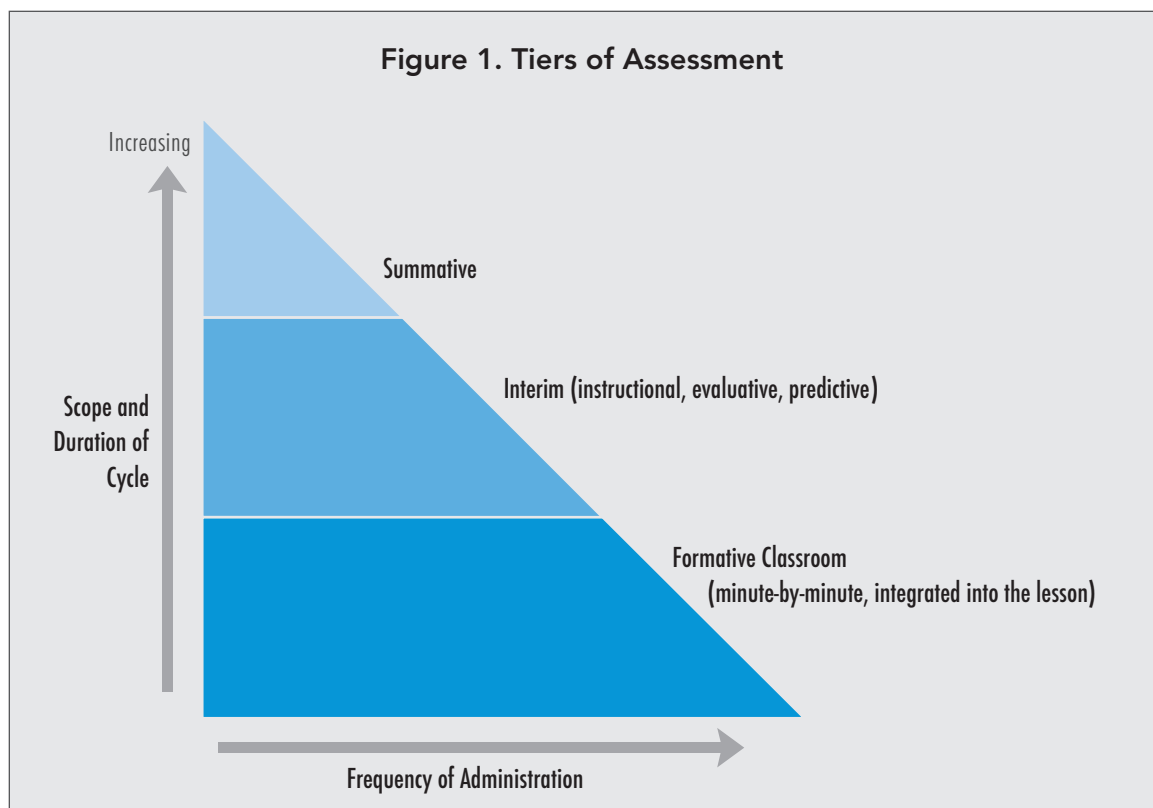 Figure 1. Tiers of Assessment
Increasing
Summative
Interim (instructional, evaluative, predictive)
Scope and
Duration of
Cycle
Formative Classroom
(minute-by-minute, integrated into the lesson)
Frequency of Administration